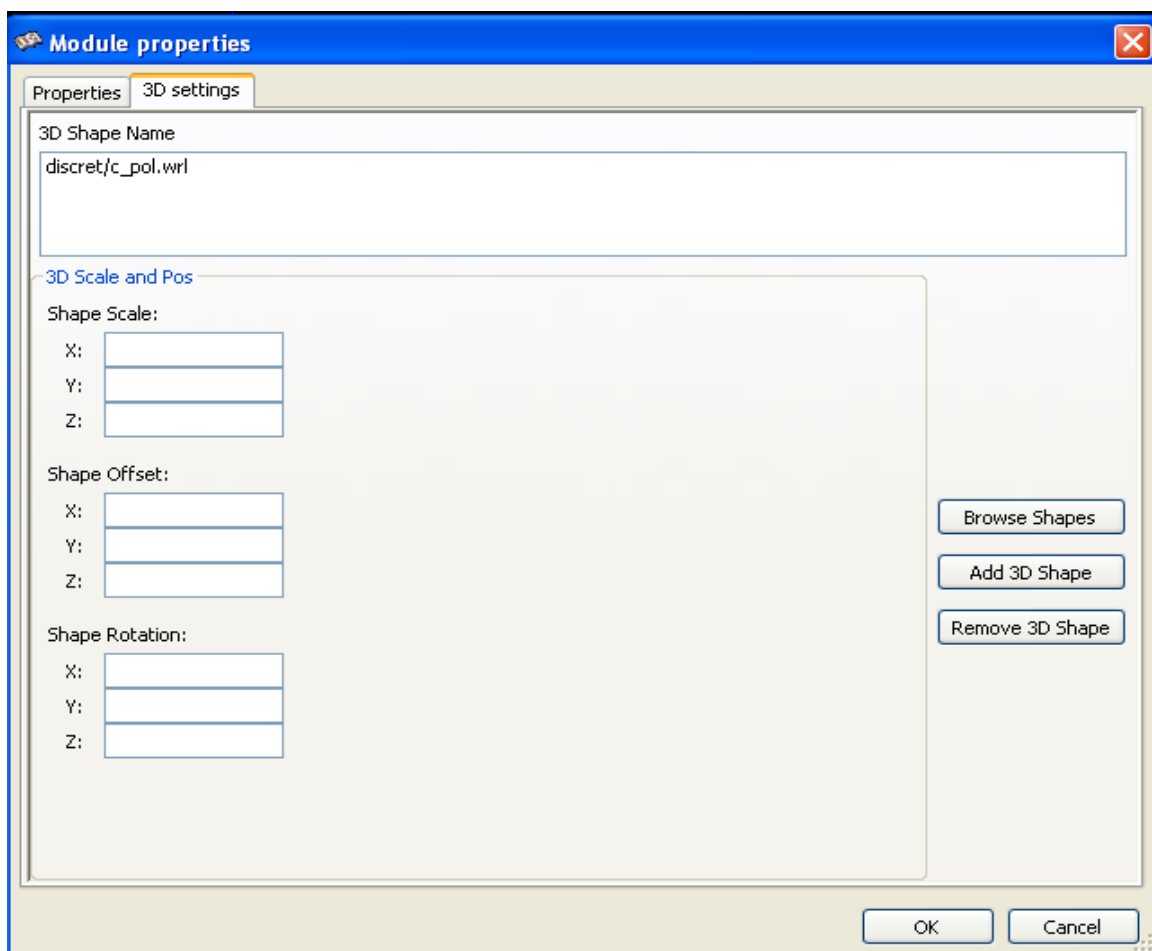 Module properties
Properties 3D settings
3D Shape Name
discret/c_pol.wrl
3D Scale and Pos
Shape Scale:
X:
Y:
Z:
Shape Offset:
X:
Y:
Z:
Shape Rotation:
X:
Y:
Z:
Browse Shapes
Add 3D Shape
Remove 3D Shape
OK Cancel